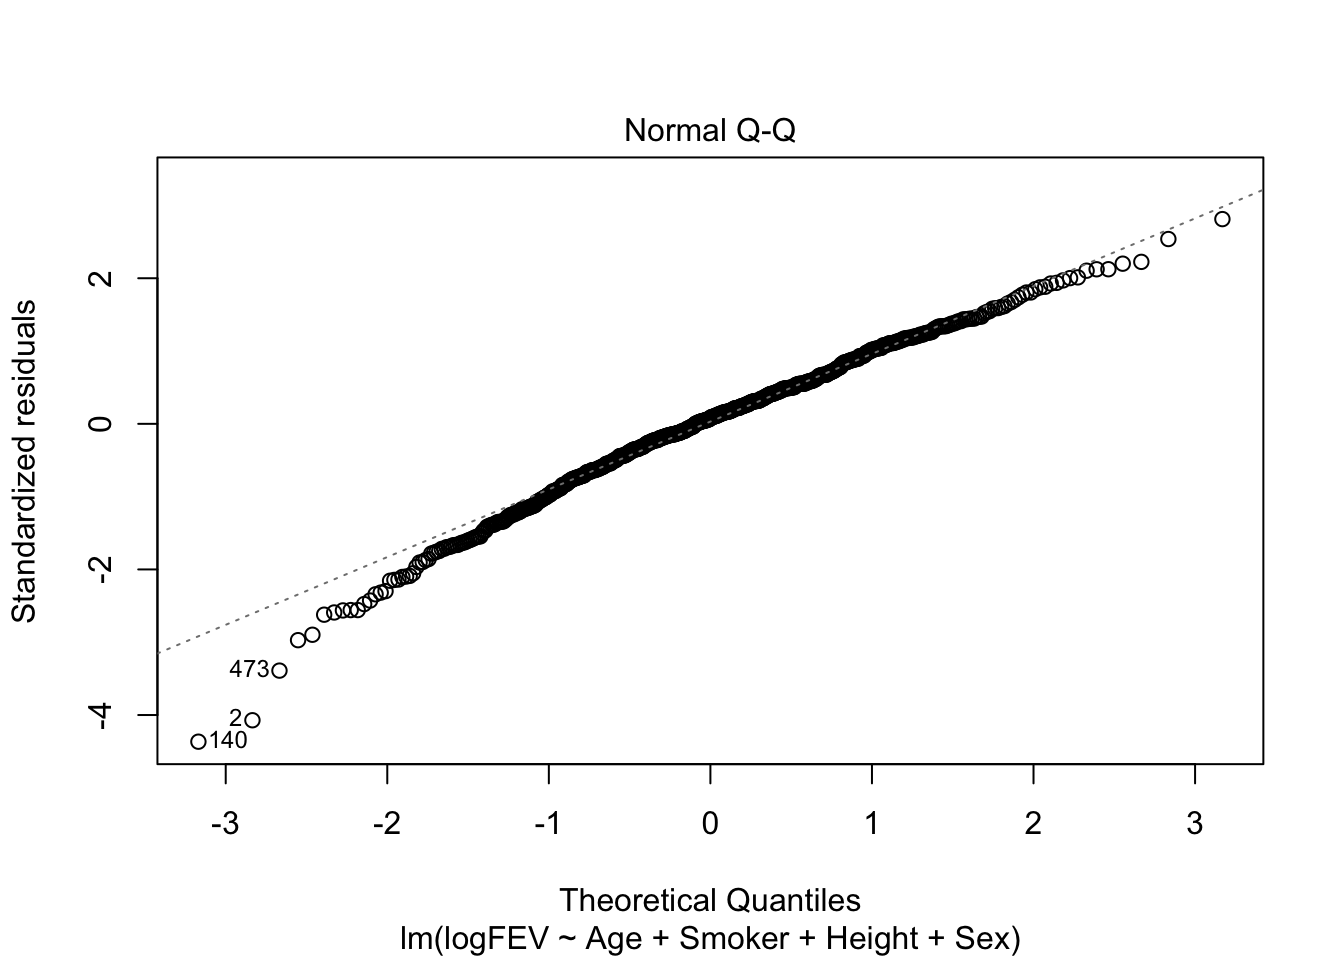 Normal Q-Q
Standardized residuals
2
0
-2
-4
473
2
140
-3 -2 -1 0 1 2 3
Theoretical Quantiles
lm(logFEV ~ Age + Smoker + Height + Sex)